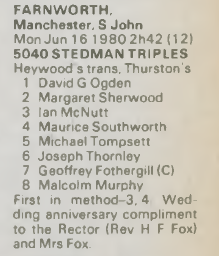 FARNWORTH,
Manchester, S John
Mon Jun 16 1980 2h42 (12)
5040 STEDMAN TRIPLES
Heywood's trans, Thurston's
1 David G Ogden
2 Margaret Sherwood
3 Ian McNutt
4 Maurice Southworth
5 Michael Tompsett
6 Joseph Thornley
7 Geoffrey Fothergill (C)
8 Malcolm Murphy
First in method-3, 4. Wed-
ding anniversary compliment
to the Rector (Rev H F Fox)
and Mrs Fox.